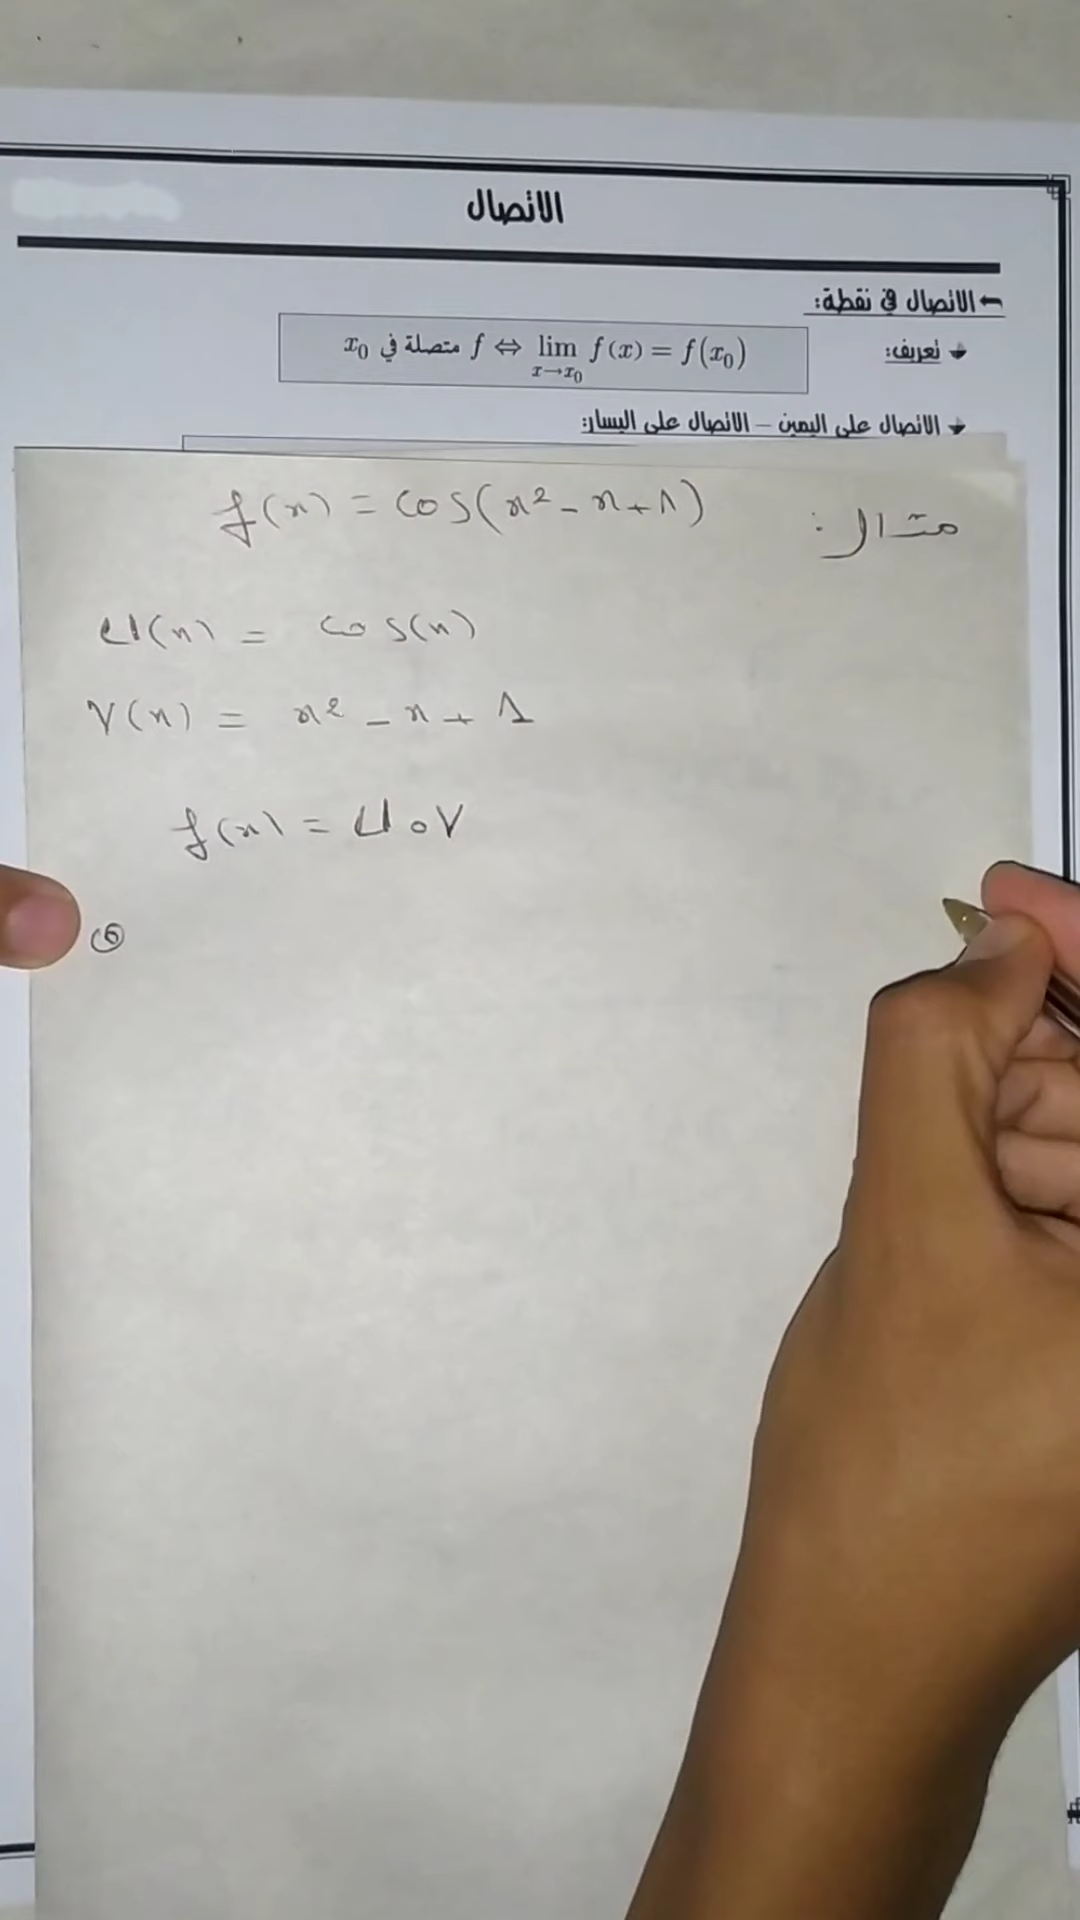 الاتصال
الاتصال في نقطة:
تعريف:
f متصلة في x₀ ⇔ lim_{x→x₀} f(x) = f(x₀)
الاتصال على اليمين – الاتصال على اليسار:
مثال: f(x) = cos(x² - x + 1)
U(x) = cos(x)
V(x) = x² - x + 1
f(x) = U∘V